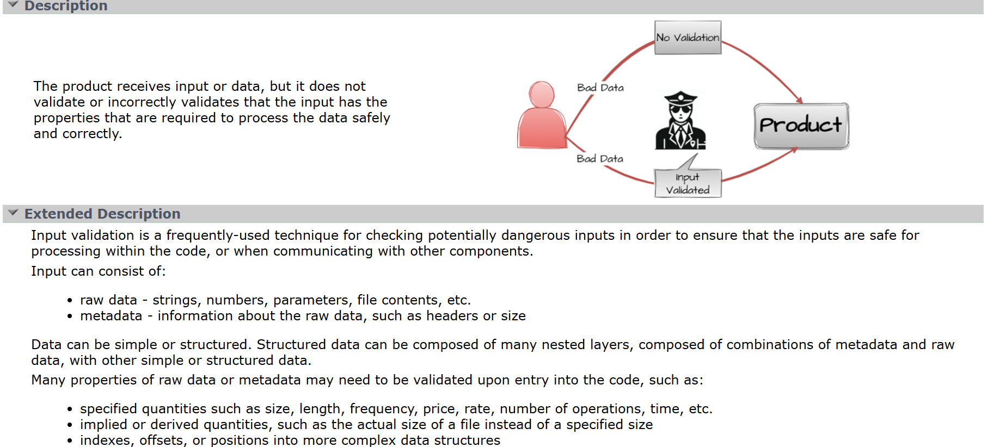 Description
The product receives input or data, but it does not
validate or incorrectly validates that the input has the
properties that are required to process the data safely
and correctly.
No Validation
Bad Data
Product
Bad Data
Input
Validated
Extended Description
Input validation is a frequently-used technique for checking potentially dangerous inputs in order to ensure that the inputs are safe for
processing within the code, or when communicating with other components.
Input can consist of:
• raw data - strings, numbers, parameters, file contents, etc.
• metadata - information about the raw data, such as headers or size
Data can be simple or structured. Structured data can be composed of many nested layers, composed of combinations of metadata and raw
data, with other simple or structured data.
Many properties of raw data or metadata may need to be validated upon entry into the code, such as:
• specified quantities such as size, length, frequency, price, rate, number of operations, time, etc.
• implied or derived quantities, such as the actual size of a file instead of a specified size
• indexes, offsets, or positions into more complex data structures